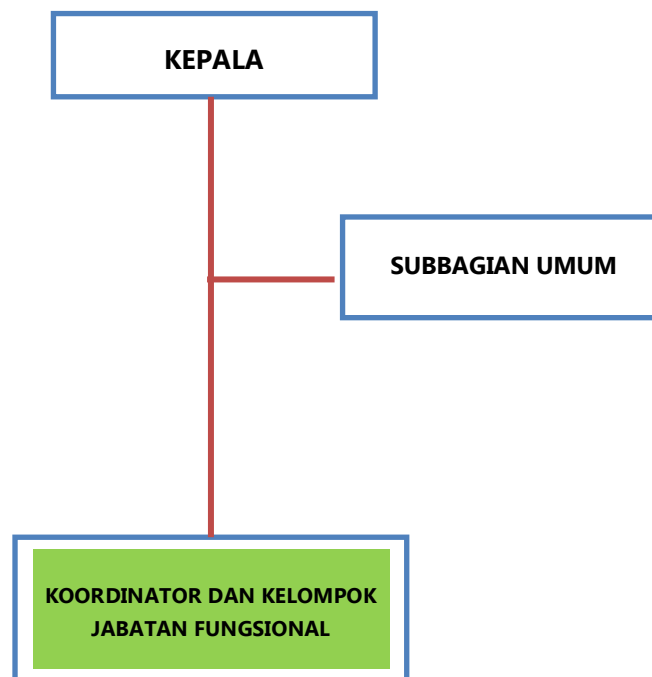 KEPALA
SUBBAGIAN UMUM
KOORDINATOR DAN KELOMPOK
JABATAN FUNGSIONAL